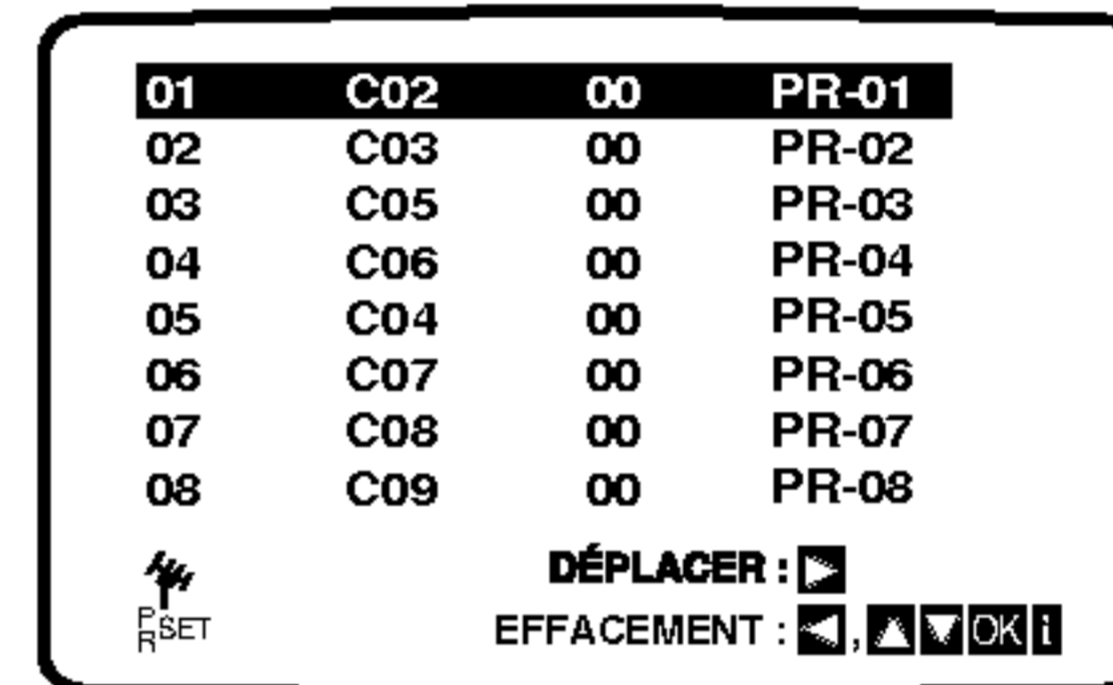 01 C02 00 PR-01
02 C03 00 PR-02
03 C05 00 PR-03
04 C06 00 PR-04
05 C04 00 PR-05
06 C07 00 PR-06
07 C08 00 PR-07
08 C09 00 PR-08
DÉPLACER : ▷
PR SET
EFFACEMENT : ◁ , △ ▽ OK i